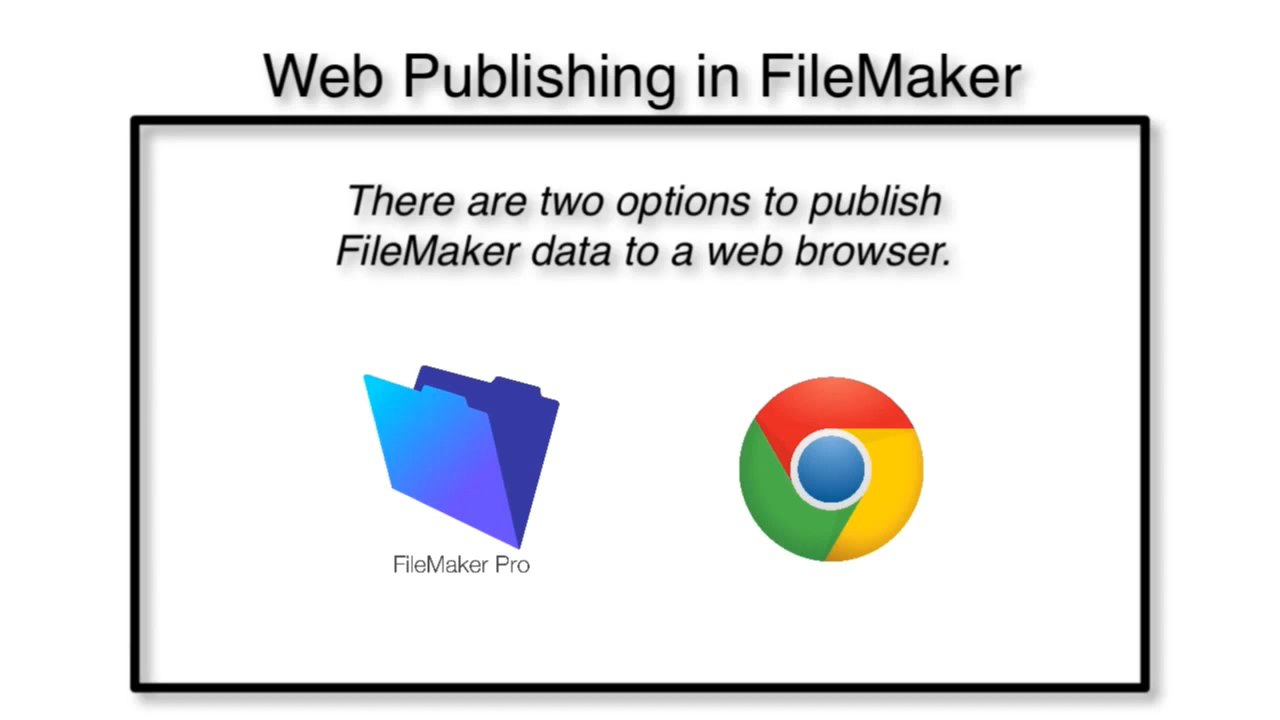 Web Publishing in FileMaker
There are two options to publish
FileMaker data to a web browser.
FileMaker Pro